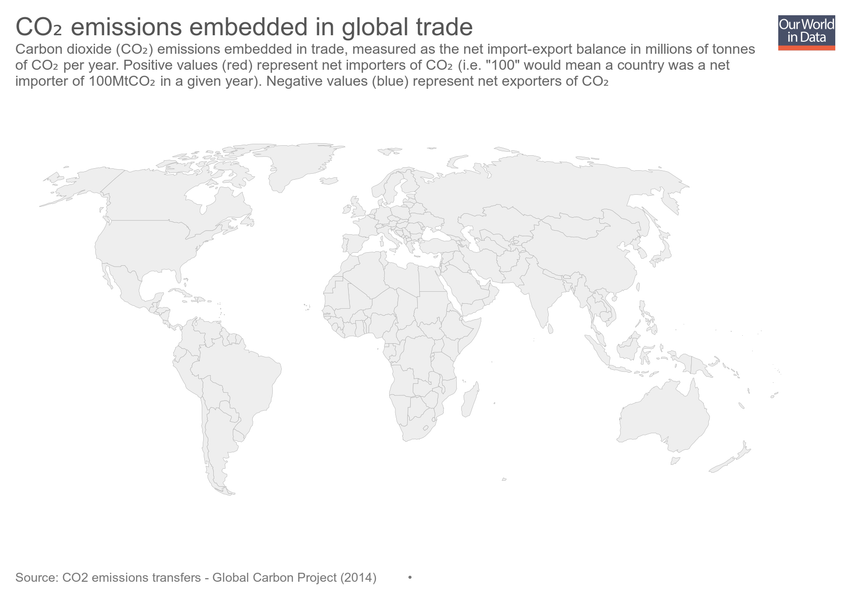 CO₂ emissions embedded in global trade
Our World
in Data
Carbon dioxide (CO₂) emissions embedded in trade, measured as the net import-export balance in millions of tonnes
of CO₂ per year. Positive values (red) represent net importers of CO₂ (i.e. "100" would mean a country was a net
importer of 100MtCO₂ in a given year). Negative values (blue) represent net exporters of CO₂
Source: CO2 emissions transfers - Global Carbon Project (2014) •